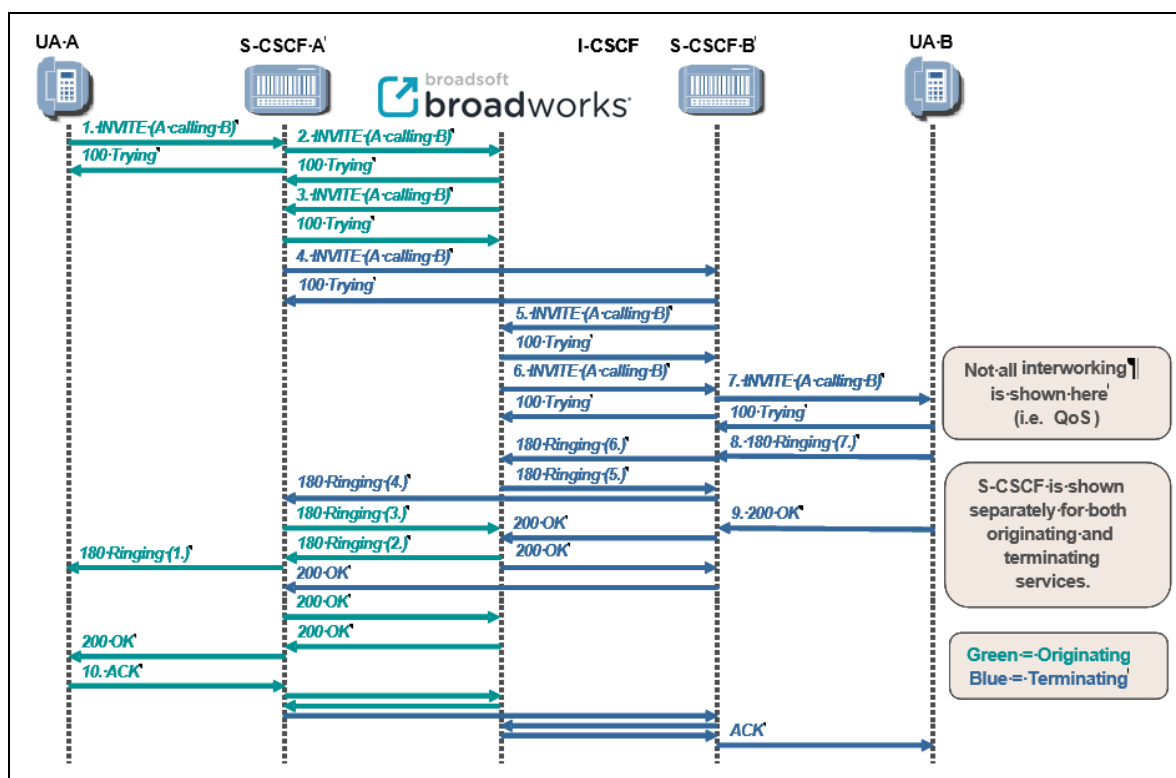 UA·A
S-CSCF·A
I-CSCF
S-CSCF·B
UA·B
broadsoft
broadworks
1.·INVITE·(A·calling·B)
2.·INVITE·(A·calling·B)
100·Trying
100·Trying
3.·INVITE·(A·calling·B)
100·Trying
4.·INVITE·(A·calling·B)
100·Trying
5.·INVITE·(A·calling·B)
100·Trying
6.·INVITE·(A·calling·B)
7.·INVITE·(A·calling·B)
100·Trying
100·Trying
180·Ringing·(6.)
8.·180·Ringing·(7.)
180·Ringing·(5.)
180·Ringing·(4.)
180·Ringing·(3.)
200·OK
9.·200·OK
180·Ringing·(2.)
200·OK
180·Ringing·(1.)
200·OK
200·OK
200·OK
200·OK
10.·ACK
ACK
Not·all interworking¶
is·shown·here
(i.e. QoS)
S-CSCF·is·shown
separately·for·both
originating·and
terminating
services.
Green·=·Originating
Blue·=·Terminating